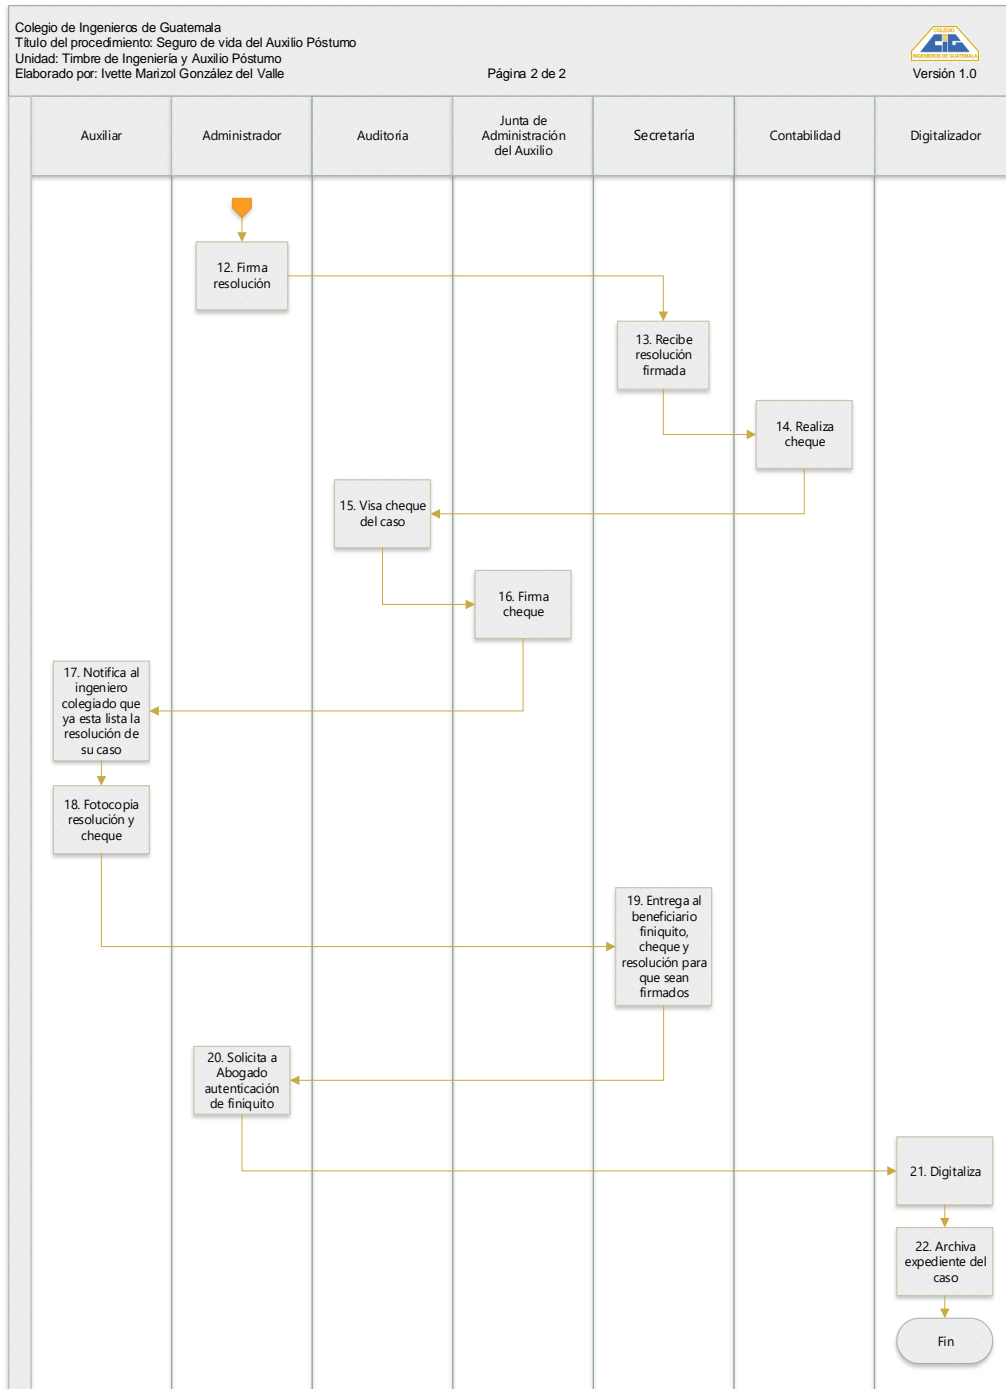 Colegio de Ingenieros de Guatemala
Título del procedimiento: Seguro de vida del Auxilio Póstumo
Unidad: Timbre de Ingeniería y Auxilio Póstumo
Elaborado por: Ivette Marizol González del Valle
Página 2 de 2
COLEGIO
CIG
INGENIEROS DE GUATEMALA
Versión 1.0
Auxiliar
Administrador
Auditoría
Junta de
Administración
del Auxilio
Secretaría
Contabilidad
Digitalizador
12. Firma
resolución
13. Recibe
resolución
firmada
14. Realiza
cheque
15. Visa cheque
del caso
16. Firma
cheque
17. Notifica al
ingeniero
colegiado que
ya esta lista la
resolución de
su caso
18. Fotocopia
resolución y
cheque
19. Entrega al
beneficiario
finiquito,
cheque y
resolución para
que sean
firmados
20. Solicita a
Abogado
autenticación
de finiquito
21. Digitaliza
22. Archiva
expediente del
caso
Fin